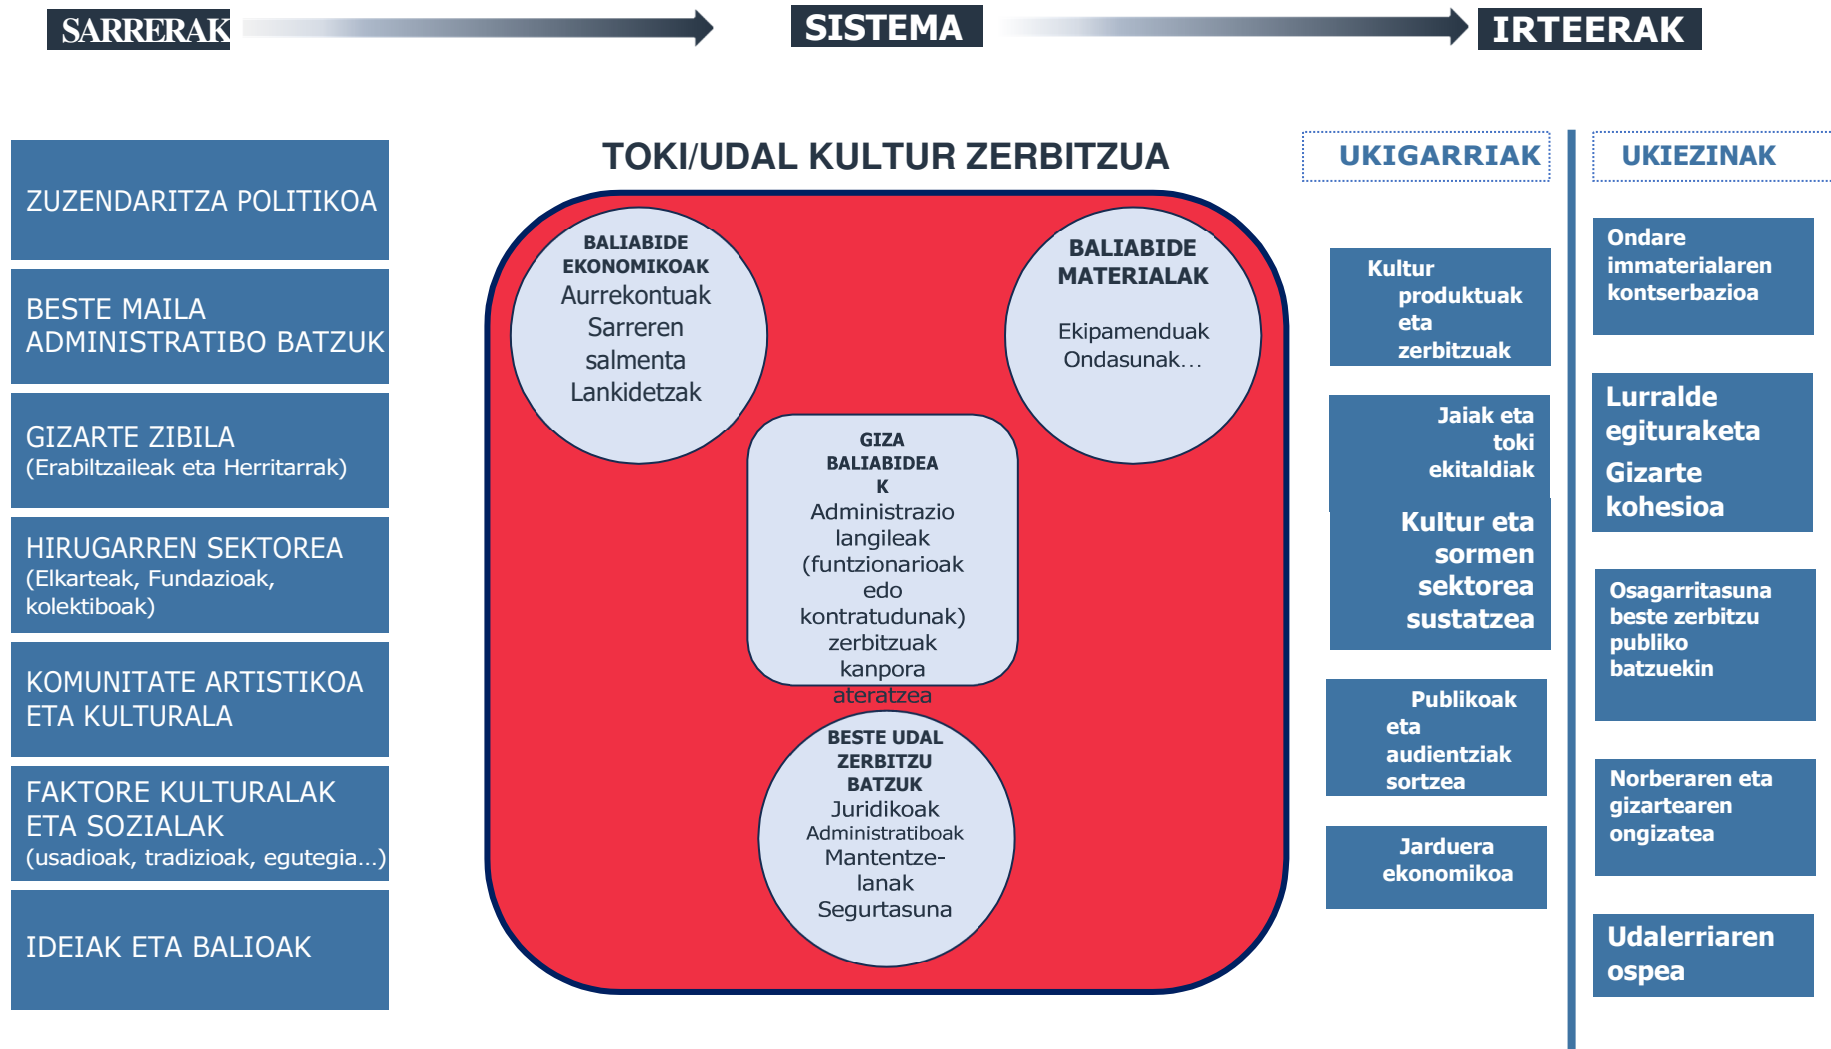 SARRERAK
SISTEMA
IRTEERAK
ZUZENDARITZA POLITIKOA
BESTE MAILA
ADMINISTRATIBO BATZUK
GIZARTE ZIBILA
(Erabiltzaileak eta Herritarrak)
HIRUGARREN SEKTOREA
(Elkarteak, Fundazioak,
kolektiboak)
KOMUNITATE ARTISTIKOA
ETA KULTURALA
FAKTORE KULTURALAK
ETA SOZIALAK
(usadioak, tradizioak, egutegia...)
IDEIAK ETA BALIOAK
TOKI/UDAL KULTUR ZERBITZUA
BALIABIDE
EKONOMIKOAK
Aurrekontuak
Sarreren
salmenta
Lankidetzak
BALIABIDE
MATERIALAK
Ekipamenduak
Ondasunak...
GIZA
BALIABIDEA
K
Administrazio
langileak
(funtzionarioak
edo
kontratudunak)
zerbitzuak
kanpora
ateratzea
BESTE UDAL
ZERBITZU
BATZUK
Juridikoak
Administratiboak
Mantentze-
lanak
Segurtasuna
UKIGARRIAK
Kultur
produktuak
eta
zerbitzuak
Jaiak eta
toki
ekitaldiak
Kultur eta
sormen
sektorea
sustatzea
Publikoak
eta
audientziak
sortzea
Jarduera
ekonomikoa
UKIEZINAK
Ondare
immaterialaren
kontserbazioa
Lurralde
egituraketa
Gizarte
kohesioa
Osagarritasuna
beste zerbitzu
publiko
batzuekin
Norberaren eta
gizartearen
ongizatea
Udalerriaren
ospea